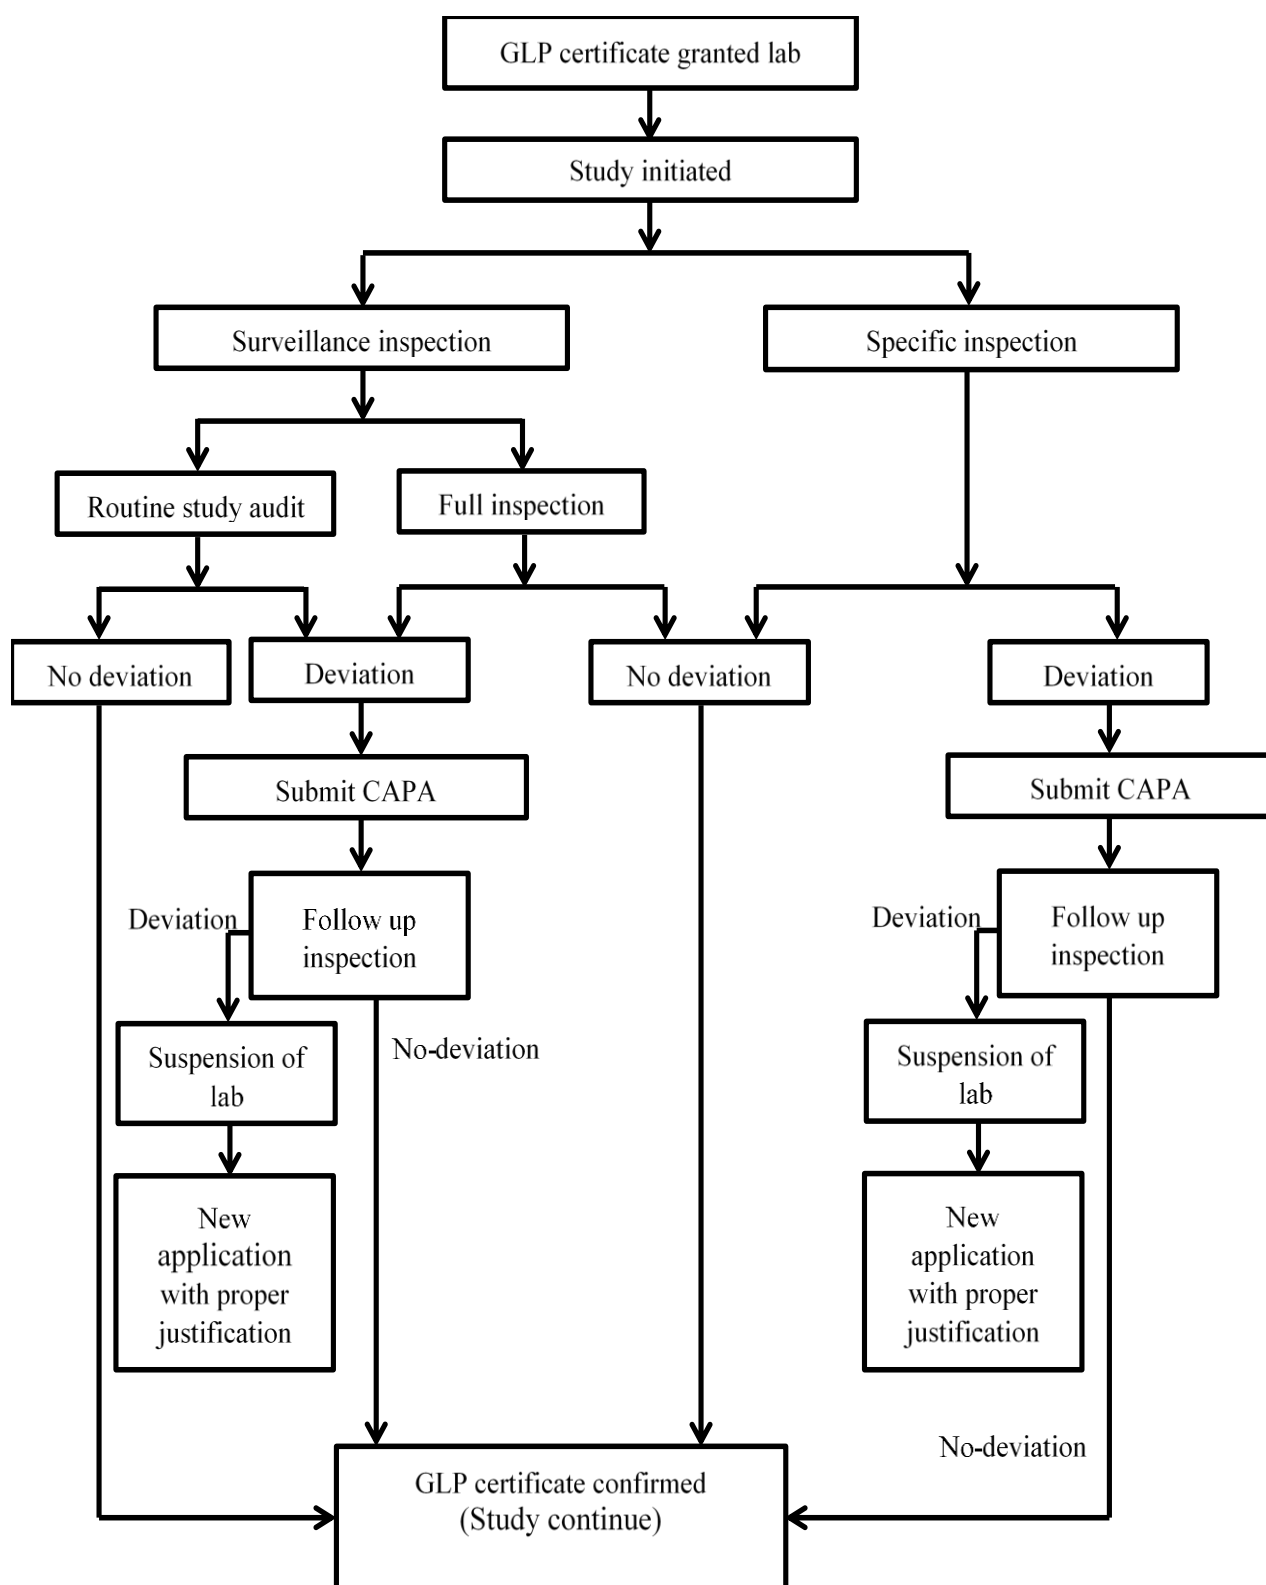 GLP certificate granted lab
Study initiated
Surveillance inspection
Specific inspection
Routine study audit
Full inspection
No deviation
Deviation
No deviation
Deviation
Submit CAPA
Submit CAPA
Deviation
Follow up
inspection
Deviation
Follow up
inspection
No-deviation
Suspension of
lab
Suspension of
lab
New
application
with proper
justification
New
application
with proper
justification
No-deviation
GLP certificate confirmed
(Study continue)